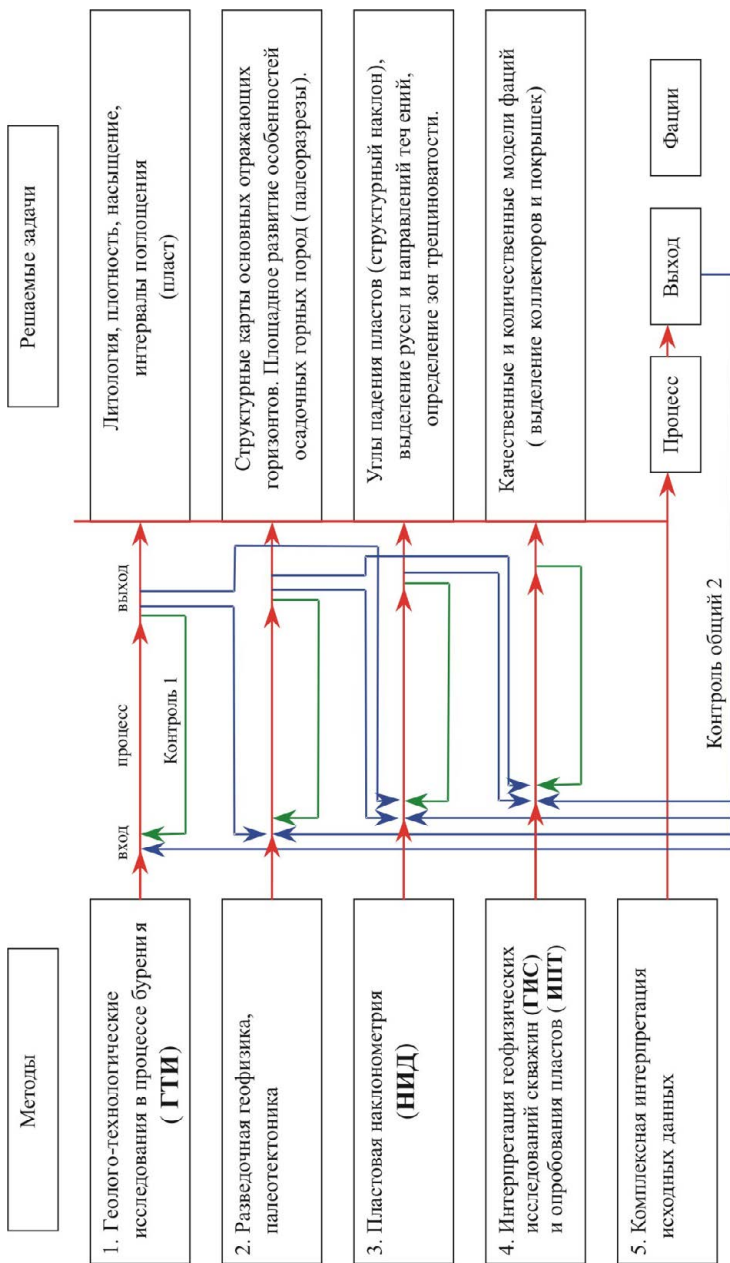 Методы
Решаемые задачи
1. Геолого-технологические
исследования в процессе бурения
( ГТИ)
вход
процесс
выход
Контроль 1
Литология, плотность, насыщение,
интервалы поглощения
(пласт)
2. Разведочная геофизика,
палеотектоника
Структурные карты основных отражающих
горизонтов. Площадное развитие особенностей
осадочных горных пород ( палеоразрезы).
3. Пластовая наклонометрия
(НИД)
Углы падения пластов (структурный наклон),
выделение русел и направлений теч ений,
определение зон трещиноватости.
4. Интерпретация геофизических
исследований скважин (ГИС)
и опробования пластов ( ИПТ)
Качественные и количественные модели фаций
( выделение коллекторов и покрышек)
5. Комплексная интерпретация
исходных данных
Процесс
Выход
Фации
Контроль общий 2